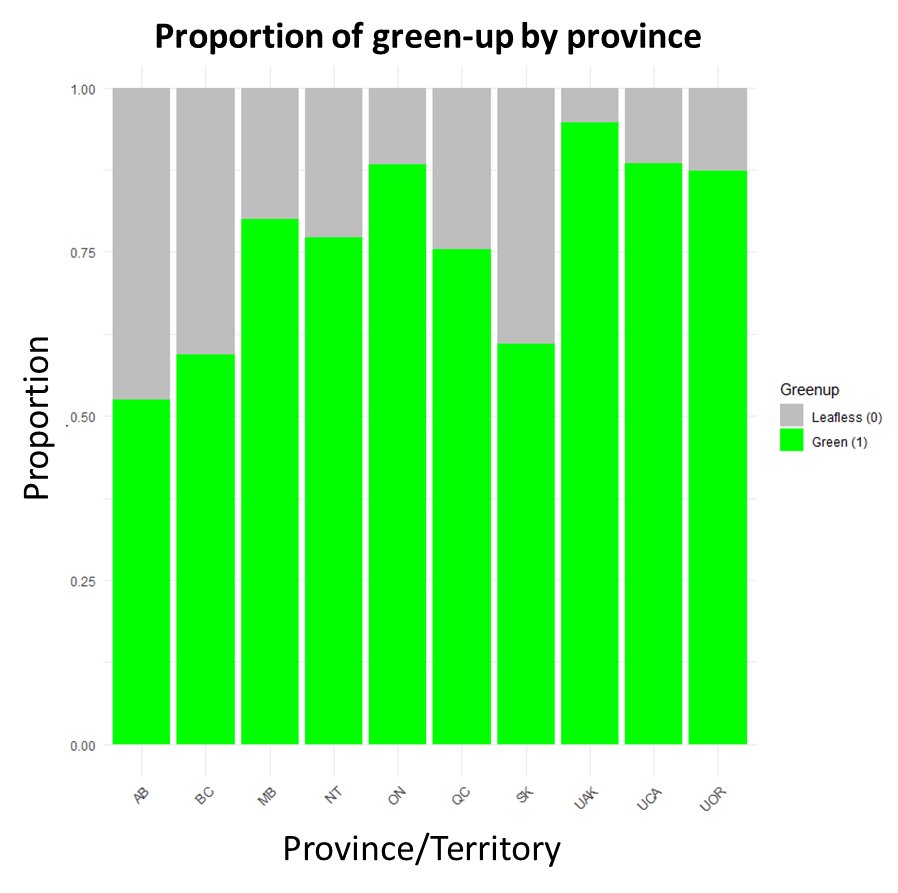 Proportion of green-up by province
1.00
0.75
0.50
0.25
0.00
Proportion
AB
BC
MB
NT
ON
QC
SK
UAK
UCA
UOR
Province/Territory
Greenup
Leafless (0)
Green (1)